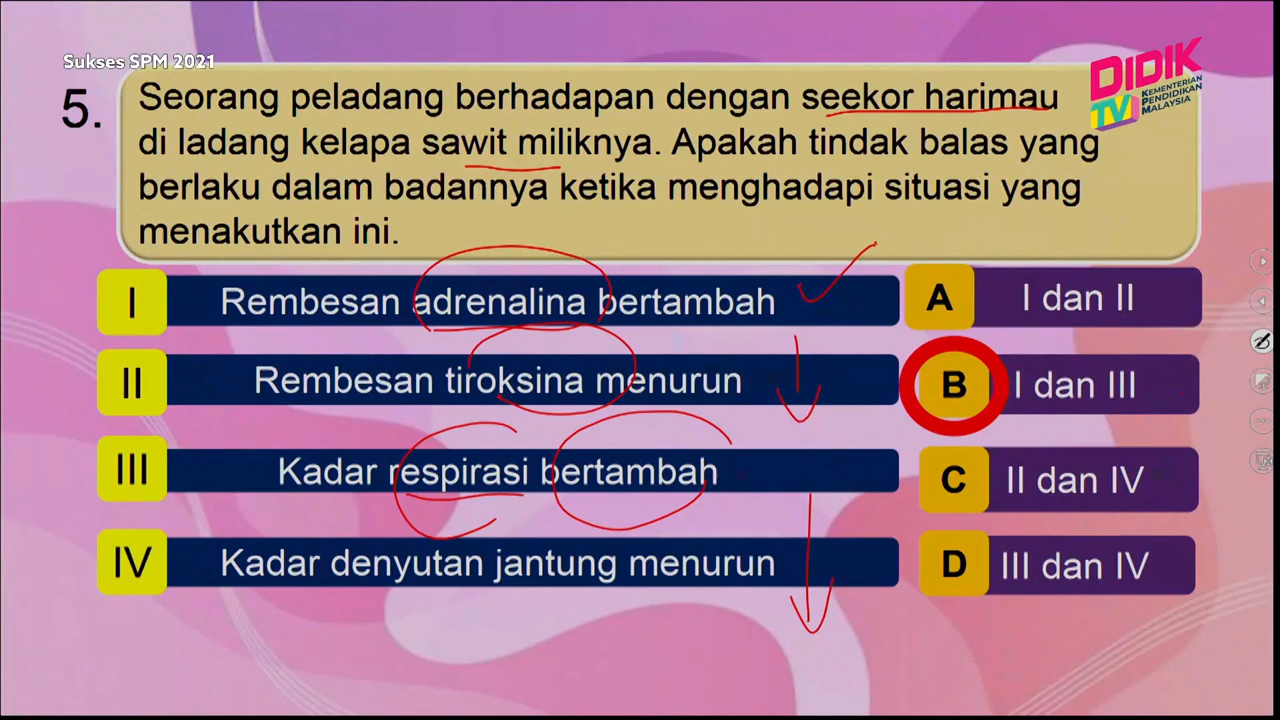 Sukses SPM 2021
DIDIK
TV
KEMENTERIAN
PENDIDIKAN
MALAYSIA
5.
Seorang peladang berhadapan dengan seekor harimau
di ladang kelapa sawit miliknya. Apakah tindak balas yang
berlaku dalam badannya ketika menghadapi situasi yang
menakutkan ini.
I Rembesan adrenalina bertambah
A I dan II
II Rembesan tiroksina menurun
B I dan III
III Kadar respirasi bertambah
C II dan IV
IV Kadar denyutan jantung menurun
D III dan IV